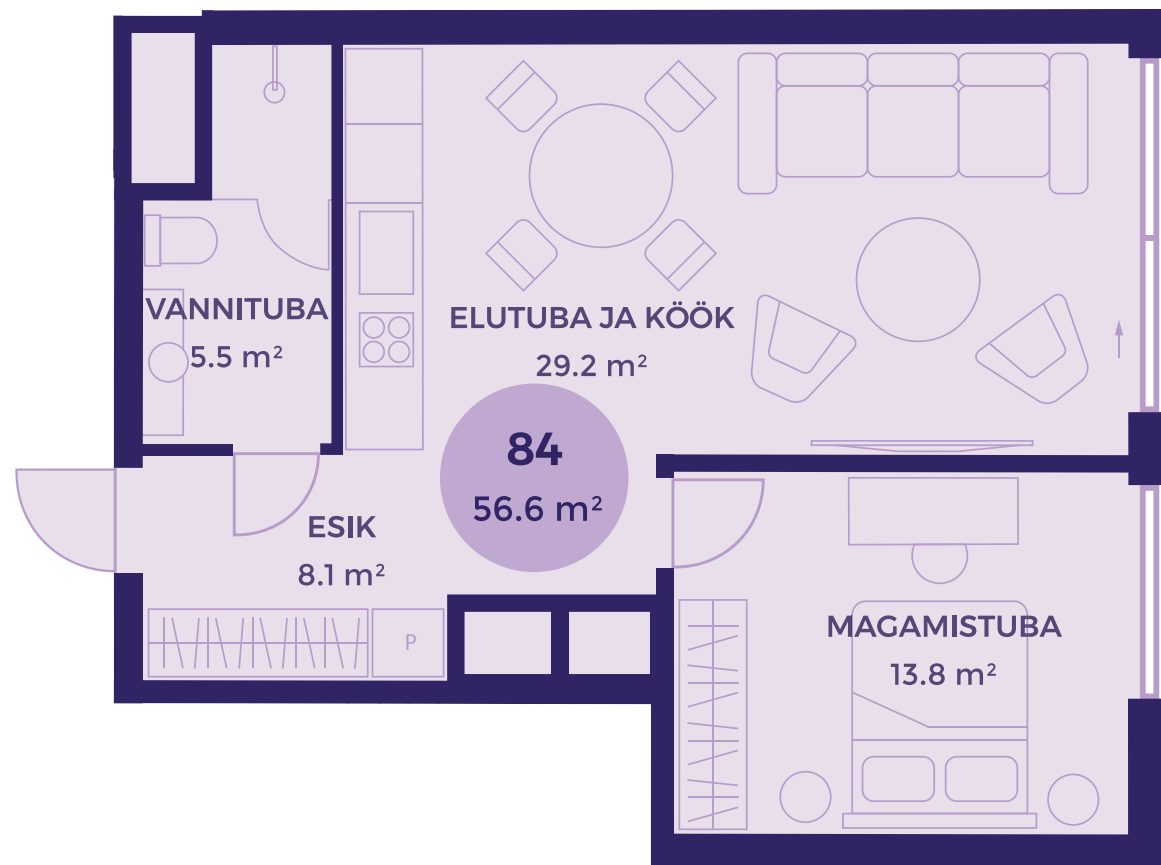 VANNITUBA
5.5 m²
ELUTUBA JA KÖÖK
29.2 m²
84
56.6 m²
ESIK
8.1 m²
P
MAGAMISTUBA
13.8 m²